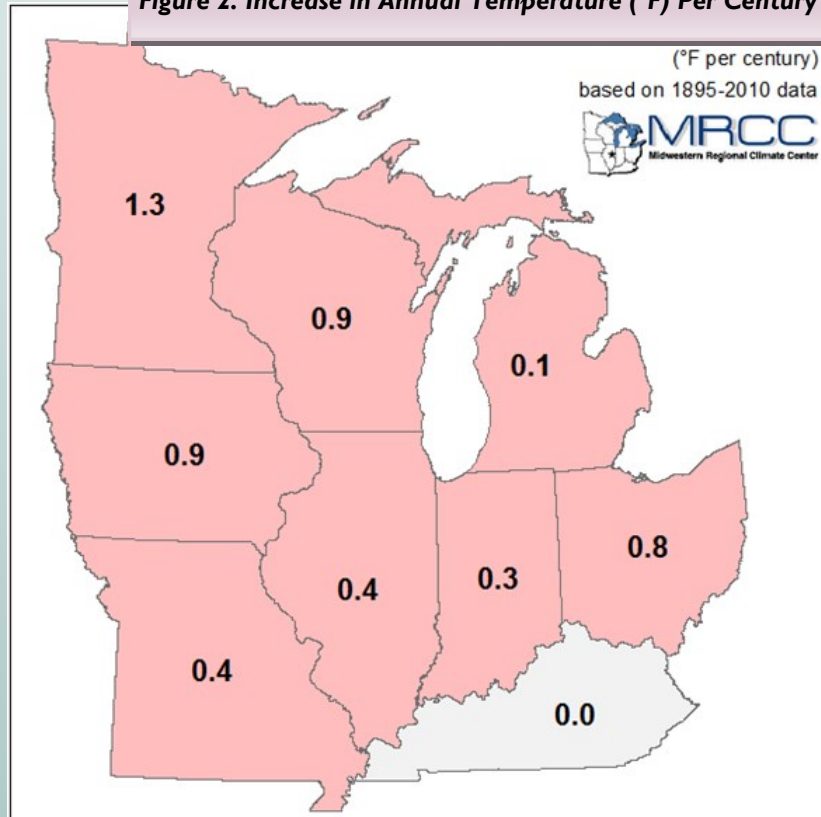 Figure 2. Increase in Annual Temperature (°F) Per Century
(°F per century)
based on 1895-2010 data
MRCC
Midwestern Regional Climate Center
1.3
0.9
0.1
0.9
0.8
0.4
0.3
0.4
0.0